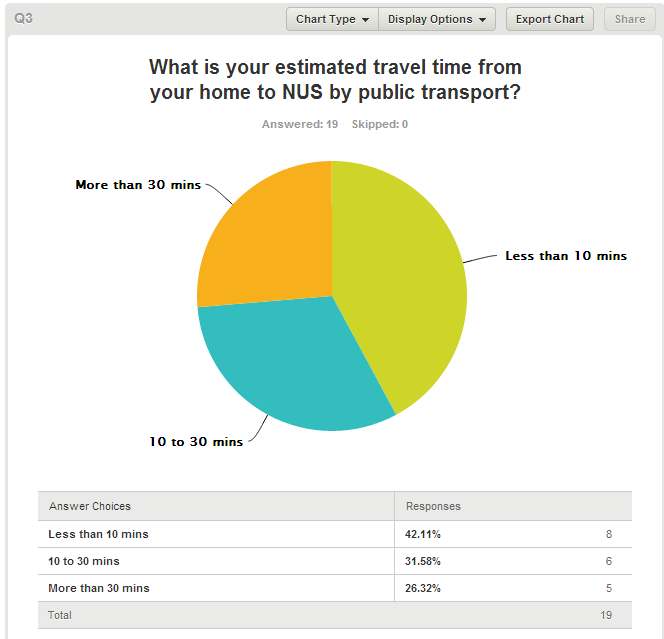 Q3
Chart Type Display Options Export Chart Share
What is your estimated travel time from
your home to NUS by public transport?
Answered: 19 Skipped: 0
More than 30 mins
Less than 10 mins
10 to 30 mins
Answer Choices Responses
Less than 10 mins 42.11% 8
10 to 30 mins 31.58% 6
More than 30 mins 26.32% 5
Total 19